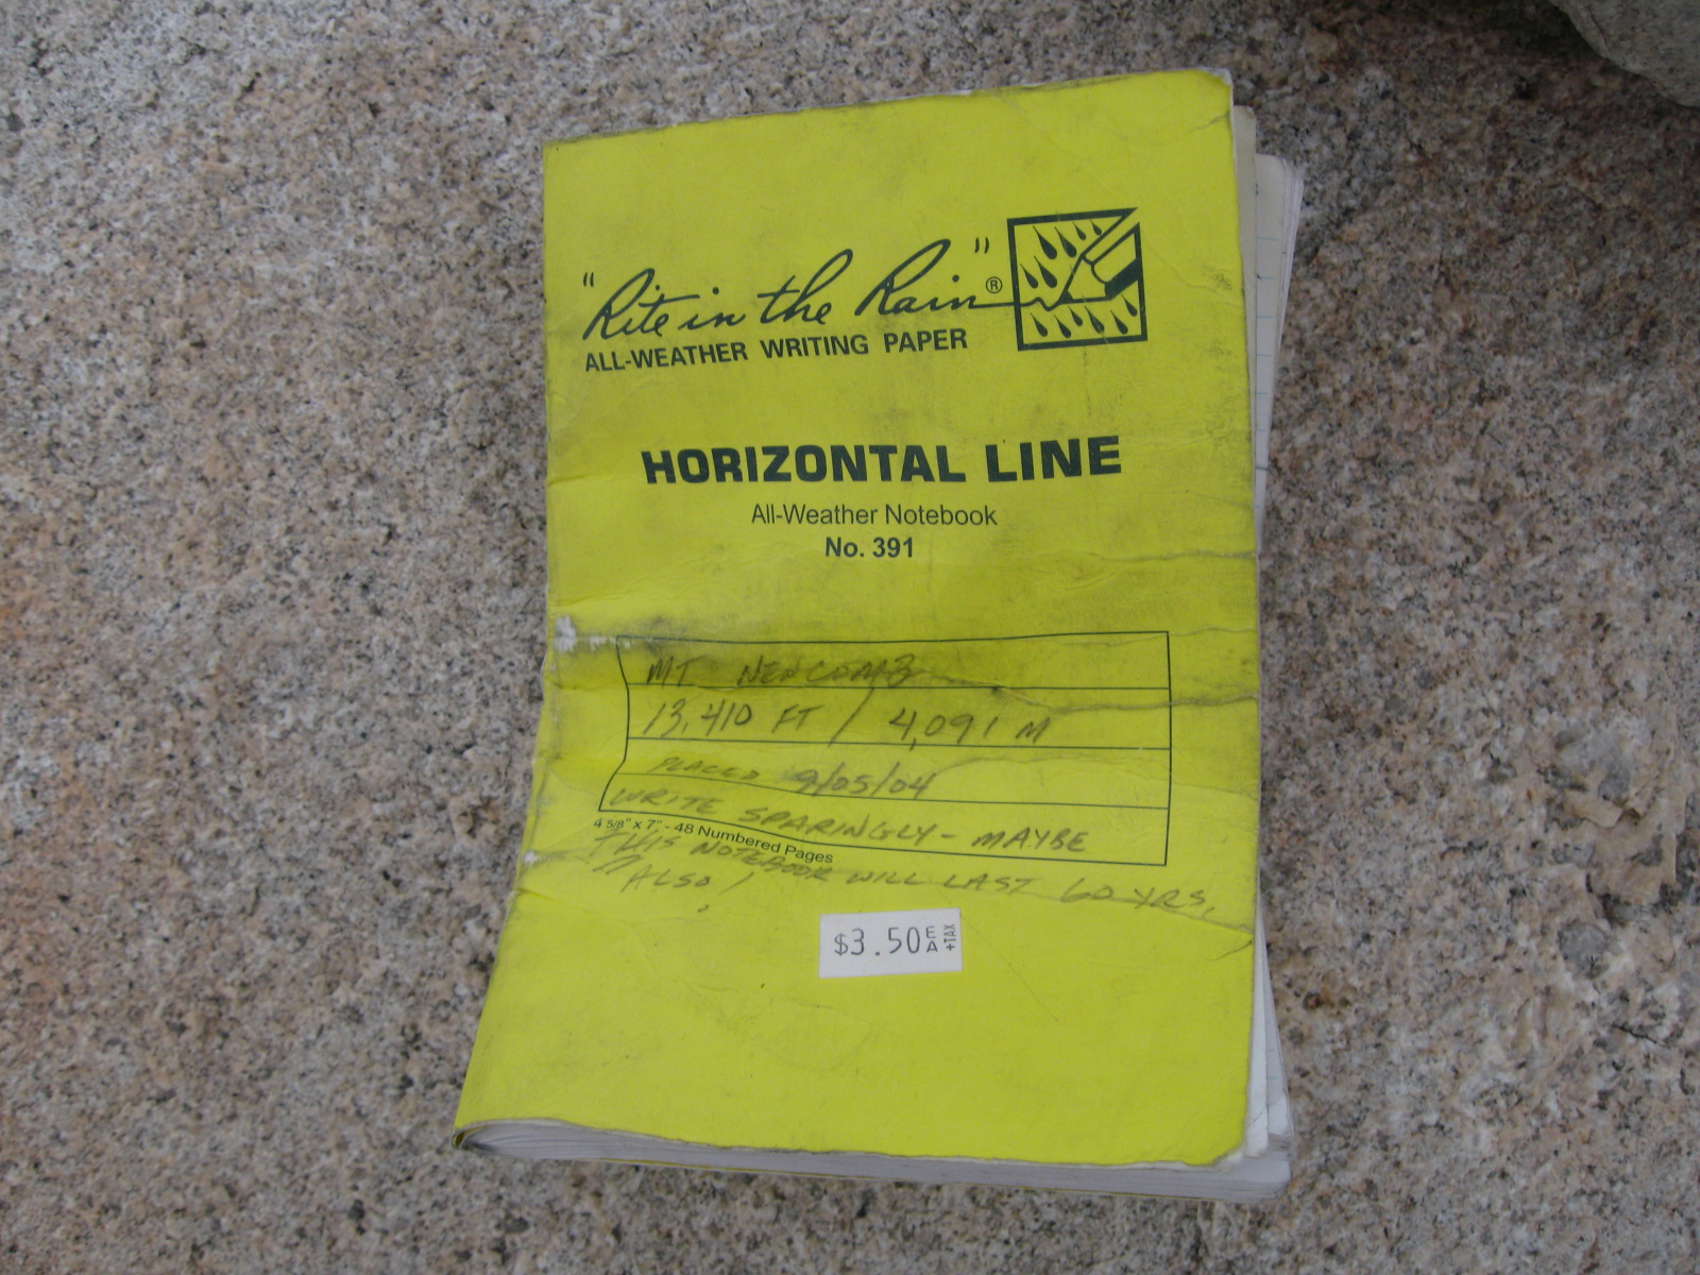 "Rite in the Rain"®
ALL-WEATHER WRITING PAPER
HORIZONTAL LINE
All-Weather Notebook
No. 391
MT NEWCOMB
13,410 FT / 4,091 M
PLACED 9/05/04
WRITE SPARINGLY - MAYBE
4 5/8" x 7" - 48 Numbered Pages
THIS NOTEBOOK WILL LAST 60 YRS,
ALSO!
$3.50 EA +TAX